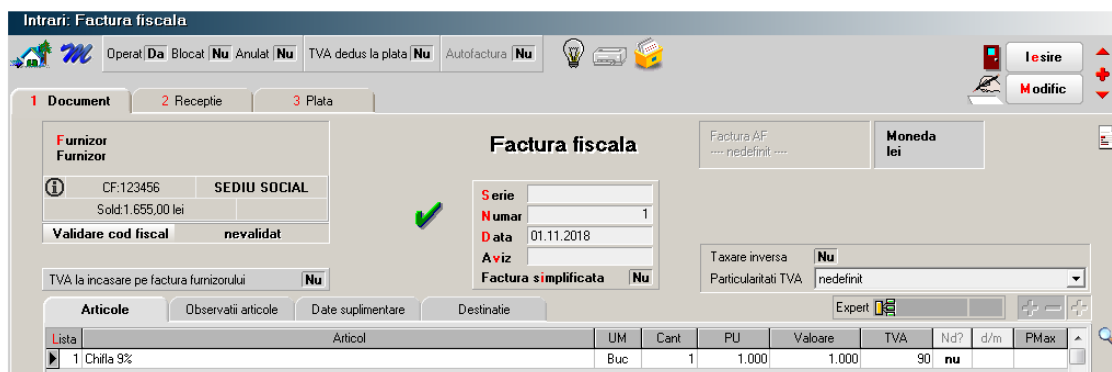 Intrari: Factura fiscala
Operat Da Blocat Nu Anulat Nu TVA dedus la plata Nu Autofactura Nu
Iesire
Modific
1 Document 2 Receptie 3 Plata
Furnizor
Furnizor
CF:123456 SEDIU SOCIAL
Sold:1.655,00 lei
Validare cod fiscal nevalidat
TVA la incasare pe factura furnizorului Nu
Factura fiscala
Serie
Numar 1
Data 01.11.2018
Aviz
Factura simplificata Nu
Factura AF
---- nedefinit ----
Moneda
lei
Taxare inversa Nu
Particularitati TVA nedefinit
Articole Observatii articole Date suplimentare Destinatie Expert
Lista Articol UM Cant PU Valoare TVA Nd? d/m PMax
1 Chifla 9% Buc 1 1.000 1.000 90 nu